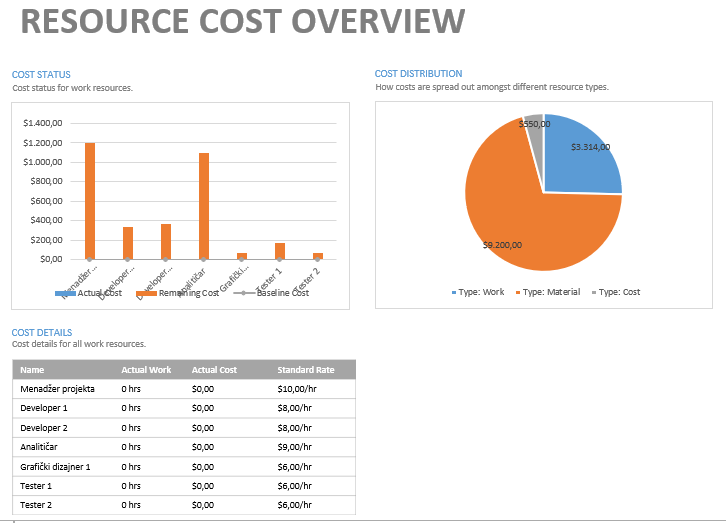 RESOURCE COST OVERVIEW
COST STATUS
Cost status for work resources.
$1.400,00
$1.200,00
$1.000,00
$800,00
$600,00
$400,00
$200,00
$0,00
Menadžer...
Developer...
Developer...
Analitičar
Grafički...
Tester 1
Tester 2
Actual Cost
Remaining Cost
Baseline Cost
COST DISTRIBUTION
How costs are spread out amongst different resource types.
$550,00
$3.314,00
$9.200,00
Type: Work Type: Material Type: Cost
COST DETAILS
Cost details for all work resources.
Name Actual Work Actual Cost Standard Rate
Menadžer projekta 0 hrs $0,00 $10,00/hr
Developer 1 0 hrs $0,00 $8,00/hr
Developer 2 0 hrs $0,00 $8,00/hr
Analitičar 0 hrs $0,00 $9,00/hr
Grafički dizajner 1 0 hrs $0,00 $6,00/hr
Tester 1 0 hrs $0,00 $6,00/hr
Tester 2 0 hrs $0,00 $6,00/hr